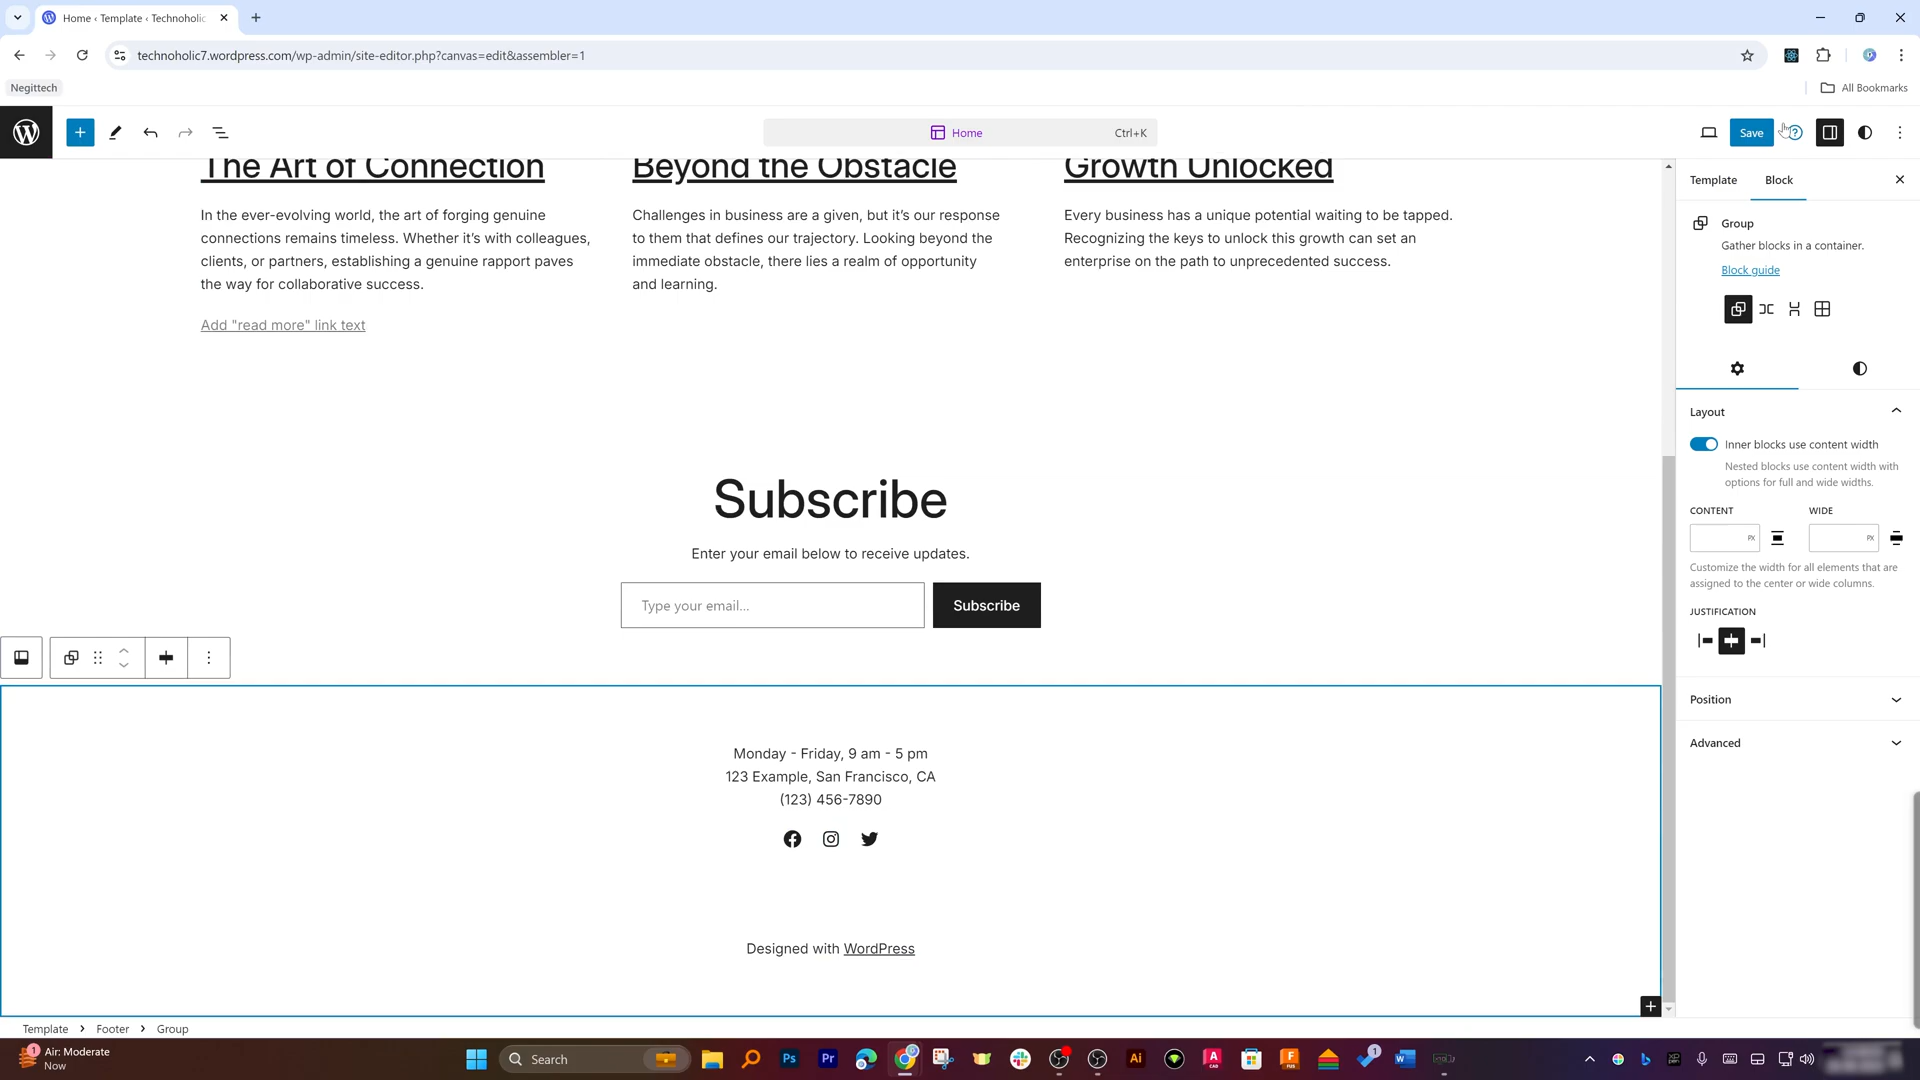 Home ‹ Template ‹ Technoholic
technoholic7.wordpress.com/wp-admin/site-editor.php?canvas=edit&assembler=1
Negittech
All Bookmarks
Home
Ctrl+K
Save
The Art of Connection
Beyond the Obstacle
Growth Unlocked
In the ever-evolving world, the art of forging genuine
connections remains timeless. Whether it's with colleagues,
clients, or partners, establishing a genuine rapport paves
the way for collaborative success.
Add "read more" link text
Challenges in business are a given, but it's our response
to them that defines our trajectory. Looking beyond the
immediate obstacle, there lies a realm of opportunity
and learning.
Every business has a unique potential waiting to be tapped.
Recognizing the keys to unlock this growth can set an
enterprise on the path to unprecedented success.
Subscribe
Enter your email below to receive updates.
Type your email...
Subscribe
Monday - Friday, 9 am - 5 pm
123 Example, San Francisco, CA
(123) 456-7890
Designed with WordPress
Template
Block
Group
Gather blocks in a container.
Block guide
Layout
Inner blocks use content width
Nested blocks use content width with
options for full and wide widths.
CONTENT
WIDE
PX
PX
Customize the width for all elements that are
assigned to the center or wide columns.
JUSTIFICATION
Position
Advanced
Template > Footer > Group
1
Air: Moderate
Now
Search
Ps
Pr
Ai
1